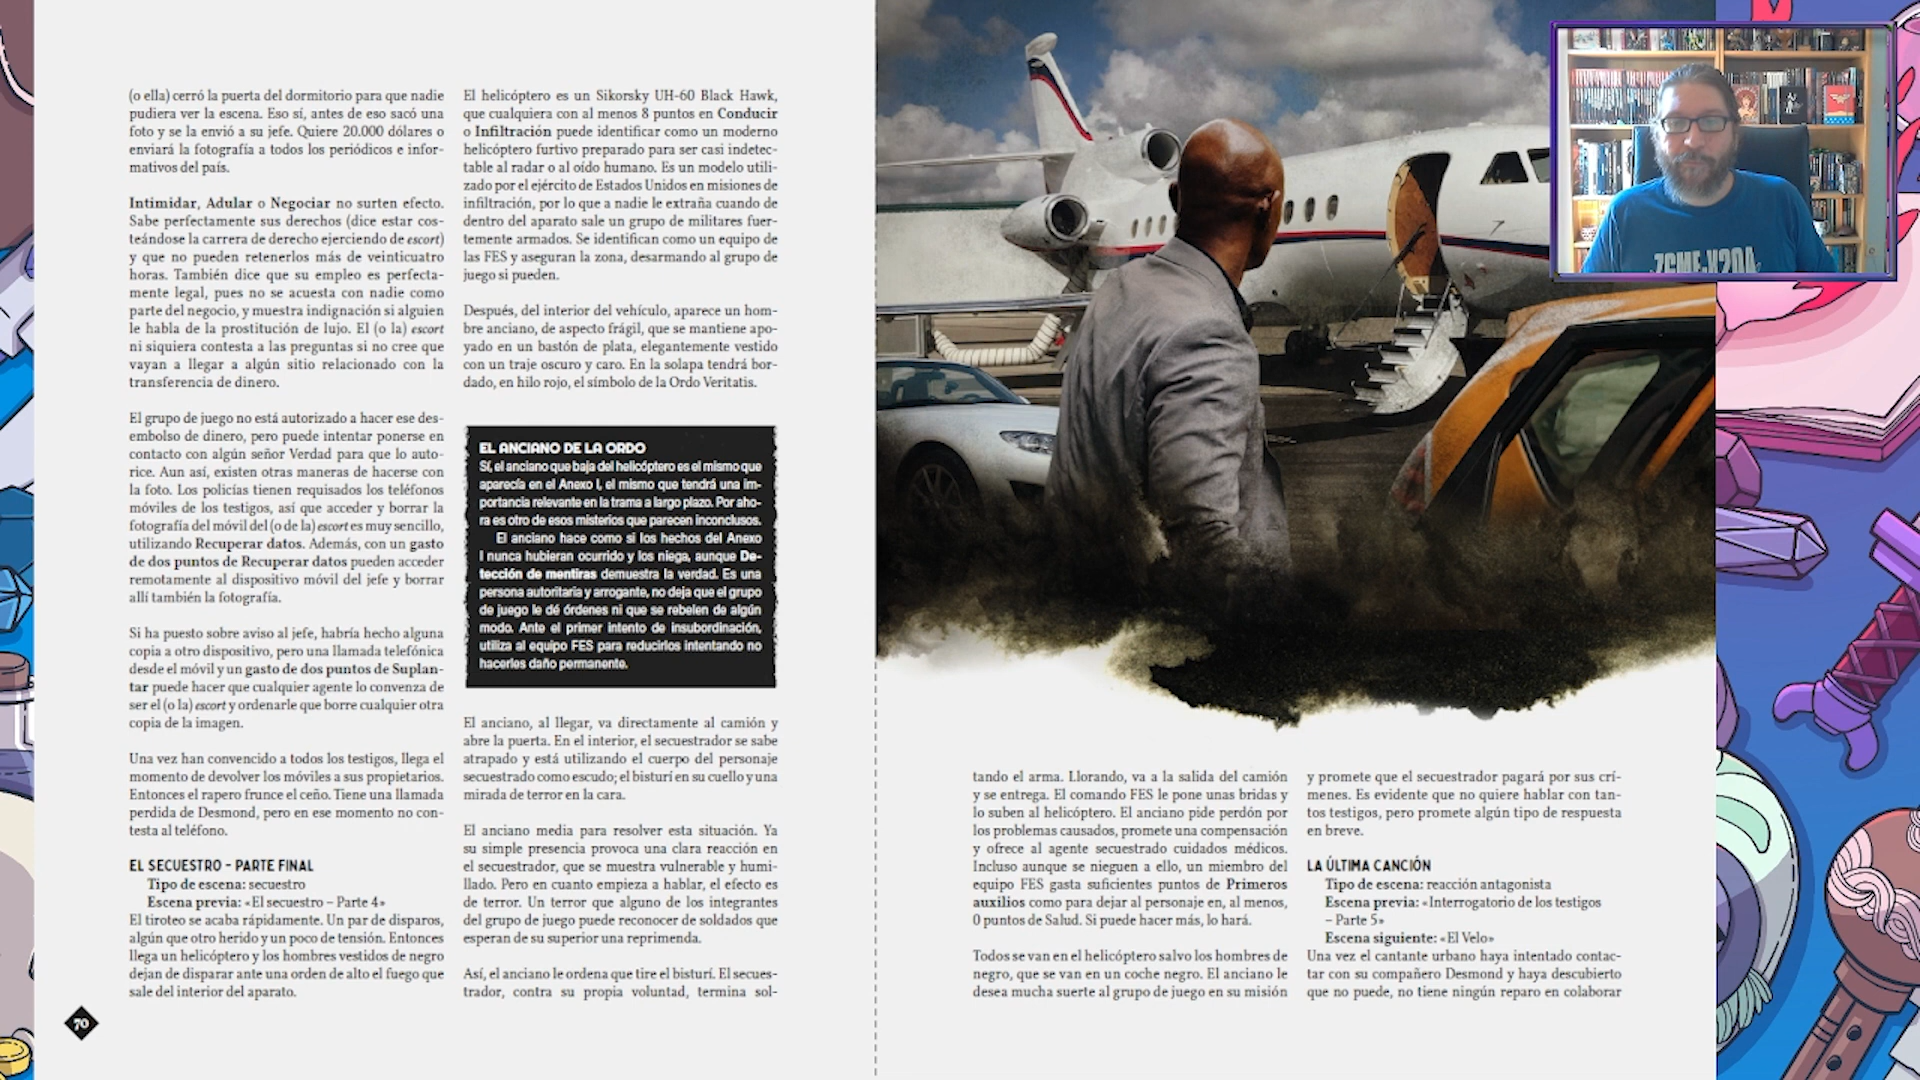 (o ella) cerró la puerta del dormitorio para que nadie
pudiera ver la escena. Eso sí, antes de eso sacó una
foto y se la envió a su jefe. Quiere 20.000 dólares o
enviará la fotografía a todos los periódicos e infor-
mativos del país.
Intimidar, Adular o Negociar no surten efecto.
Sabe perfectamente sus derechos (dice estar cos-
teándose la carrera de derecho ejerciendo de escort)
y que no pueden retenerlos más de veinticuatro
horas. También dice que su empleo es perfecta-
mente legal, pues no se acuesta con nadie como
parte del negocio, y muestra indignación si alguien
le habla de la prostitución de lujo. El (o la) escort
ni siquiera contesta a las preguntas si no cree que
vayan a llegar a algún sitio relacionado con la
transferencia de dinero.
El grupo de juego no está autorizado a hacer ese des-
embolso de dinero, pero puede intentar ponerse en
contacto con algún señor Verdad para que lo auto-
rice. Aun así, existen otras maneras de hacerse con
la foto. Los policías tienen requisados los teléfonos
móviles de los testigos, así que acceder y borrar la
fotografía del móvil del (o de la) escort es muy sencillo,
utilizando Recuperar datos. Además, con un gasto
de dos puntos de Recuperar datos pueden acceder
remotamente al dispositivo móvil del jefe y borrar
allí también la fotografía.
Si ha puesto sobre aviso al jefe, habría hecho alguna
copia a otro dispositivo, pero una llamada telefónica
desde el móvil y un gasto de dos puntos de Suplan-
tar puede hacer que cualquier agente lo convenza de
ser el (o la) escort y ordenarle que borre cualquier otra
copia de la imagen.
Una vez han convencido a todos los testigos, llega el
momento de devolver los móviles a sus propietarios.
Entonces el rapero frunce el ceño. Tiene una llamada
perdida de Desmond, pero en ese momento no con-
testa al teléfono.
EL SECUESTRO – PARTE FINAL
Tipo de escena: secuestro
Escena previa: «El secuestro – Parte 4»
El tiroteo se acaba rápidamente. Un par de disparos,
algún que otro herido y un poco de tensión. Entonces
llega un helicóptero y los hombres vestidos de negro
dejan de disparar ante una orden de alto el fuego que
sale del interior del aparato.
70
El helicóptero es un Sikorsky UH-60 Black Hawk,
que cualquiera con al menos 8 puntos en Conducir
o Infiltración puede identificar como un moderno
helicóptero furtivo preparado para ser casi indetec-
table al radar o al oído humano. Es un modelo utili-
zado por el ejército de Estados Unidos en misiones de
infiltración, por lo que a nadie le extraña cuando de
dentro del aparato sale un grupo de militares fuer-
temente armados. Se identifican como un equipo de
las FES y aseguran la zona, desarmando al grupo de
juego si pueden.
Después, del interior del vehículo, aparece un hom-
bre anciano, de aspecto frágil, que se mantiene apo-
yado en un bastón de plata, elegantemente vestido
con un traje oscuro y caro. En la solapa tendrá bor-
dado, en hilo rojo, el símbolo de la Ordo Veritatis.
EL ANCIANO DE LA ORDO
Sí, el anciano que baja del helicóptero es el mismo que
aparecía en el Anexo I, el mismo que tendrá una im-
portancia relevante en la trama a largo plazo. Por aho-
ra es otro de esos misterios que parecen inconclusos.
El anciano hace como si los hechos del Anexo
I nunca hubieran ocurrido y los niega, aunque De-
tección de mentiras demuestra la verdad. Es una
persona autoritaria y arrogante, no deja que el grupo
de juego le dé órdenes ni que se rebelen de algún
modo. Ante el primer intento de insubordinación,
utiliza al equipo FES para reducirlos intentando no
hacerles daño permanente.
El anciano, al llegar, va directamente al camión y
abre la puerta. En el interior, el secuestrador se sabe
atrapado y está utilizando el cuerpo del personaje
secuestrado como escudo; el bisturí en su cuello y una
mirada de terror en la cara.
El anciano media para resolver esta situación. Ya
su simple presencia provoca una clara reacción en
el secuestrador, que se muestra vulnerable y humi-
llado. Pero en cuanto empieza a hablar, el efecto es
de terror. Un terror que alguno de los integrantes
del grupo de juego puede reconocer de soldados que
esperan de su superior una reprimenda.
Así, el anciano le ordena que tire el bisturí. El secues-
trador, contra su propia voluntad, termina sol-
tando el arma. Llorando, va a la salida del camión
y se entrega. El comando FES le pone unas bridas y
lo suben al helicóptero. El anciano pide perdón por
los problemas causados, promete una compensación
y ofrece al agente secuestrado cuidados médicos.
Incluso aunque se nieguen a ello, un miembro del
equipo FES gasta suficientes puntos de Primeros
auxilios como para dejar al personaje en, al menos,
0 puntos de Salud. Si puede hacer más, lo hará.
Todos se van en el helicóptero salvo los hombres de
negro, que se van en un coche negro. El anciano le
desea mucha suerte al grupo de juego en su misión
y promete que el secuestrador pagará por sus crí-
menes. Es evidente que no quiere hablar con tan-
tos testigos, pero promete algún tipo de respuesta
en breve.
LA ÚLTIMA CANCIÓN
Tipo de escena: reacción antagonista
Escena previa: «Interrogatorio de los testigos
– Parte 5»
Escena siguiente: «El Velo»
Una vez el cantante urbano haya intentado contac-
tar con su compañero Desmond y haya descubierto
que no puede, no tiene ningún reparo en colaborar